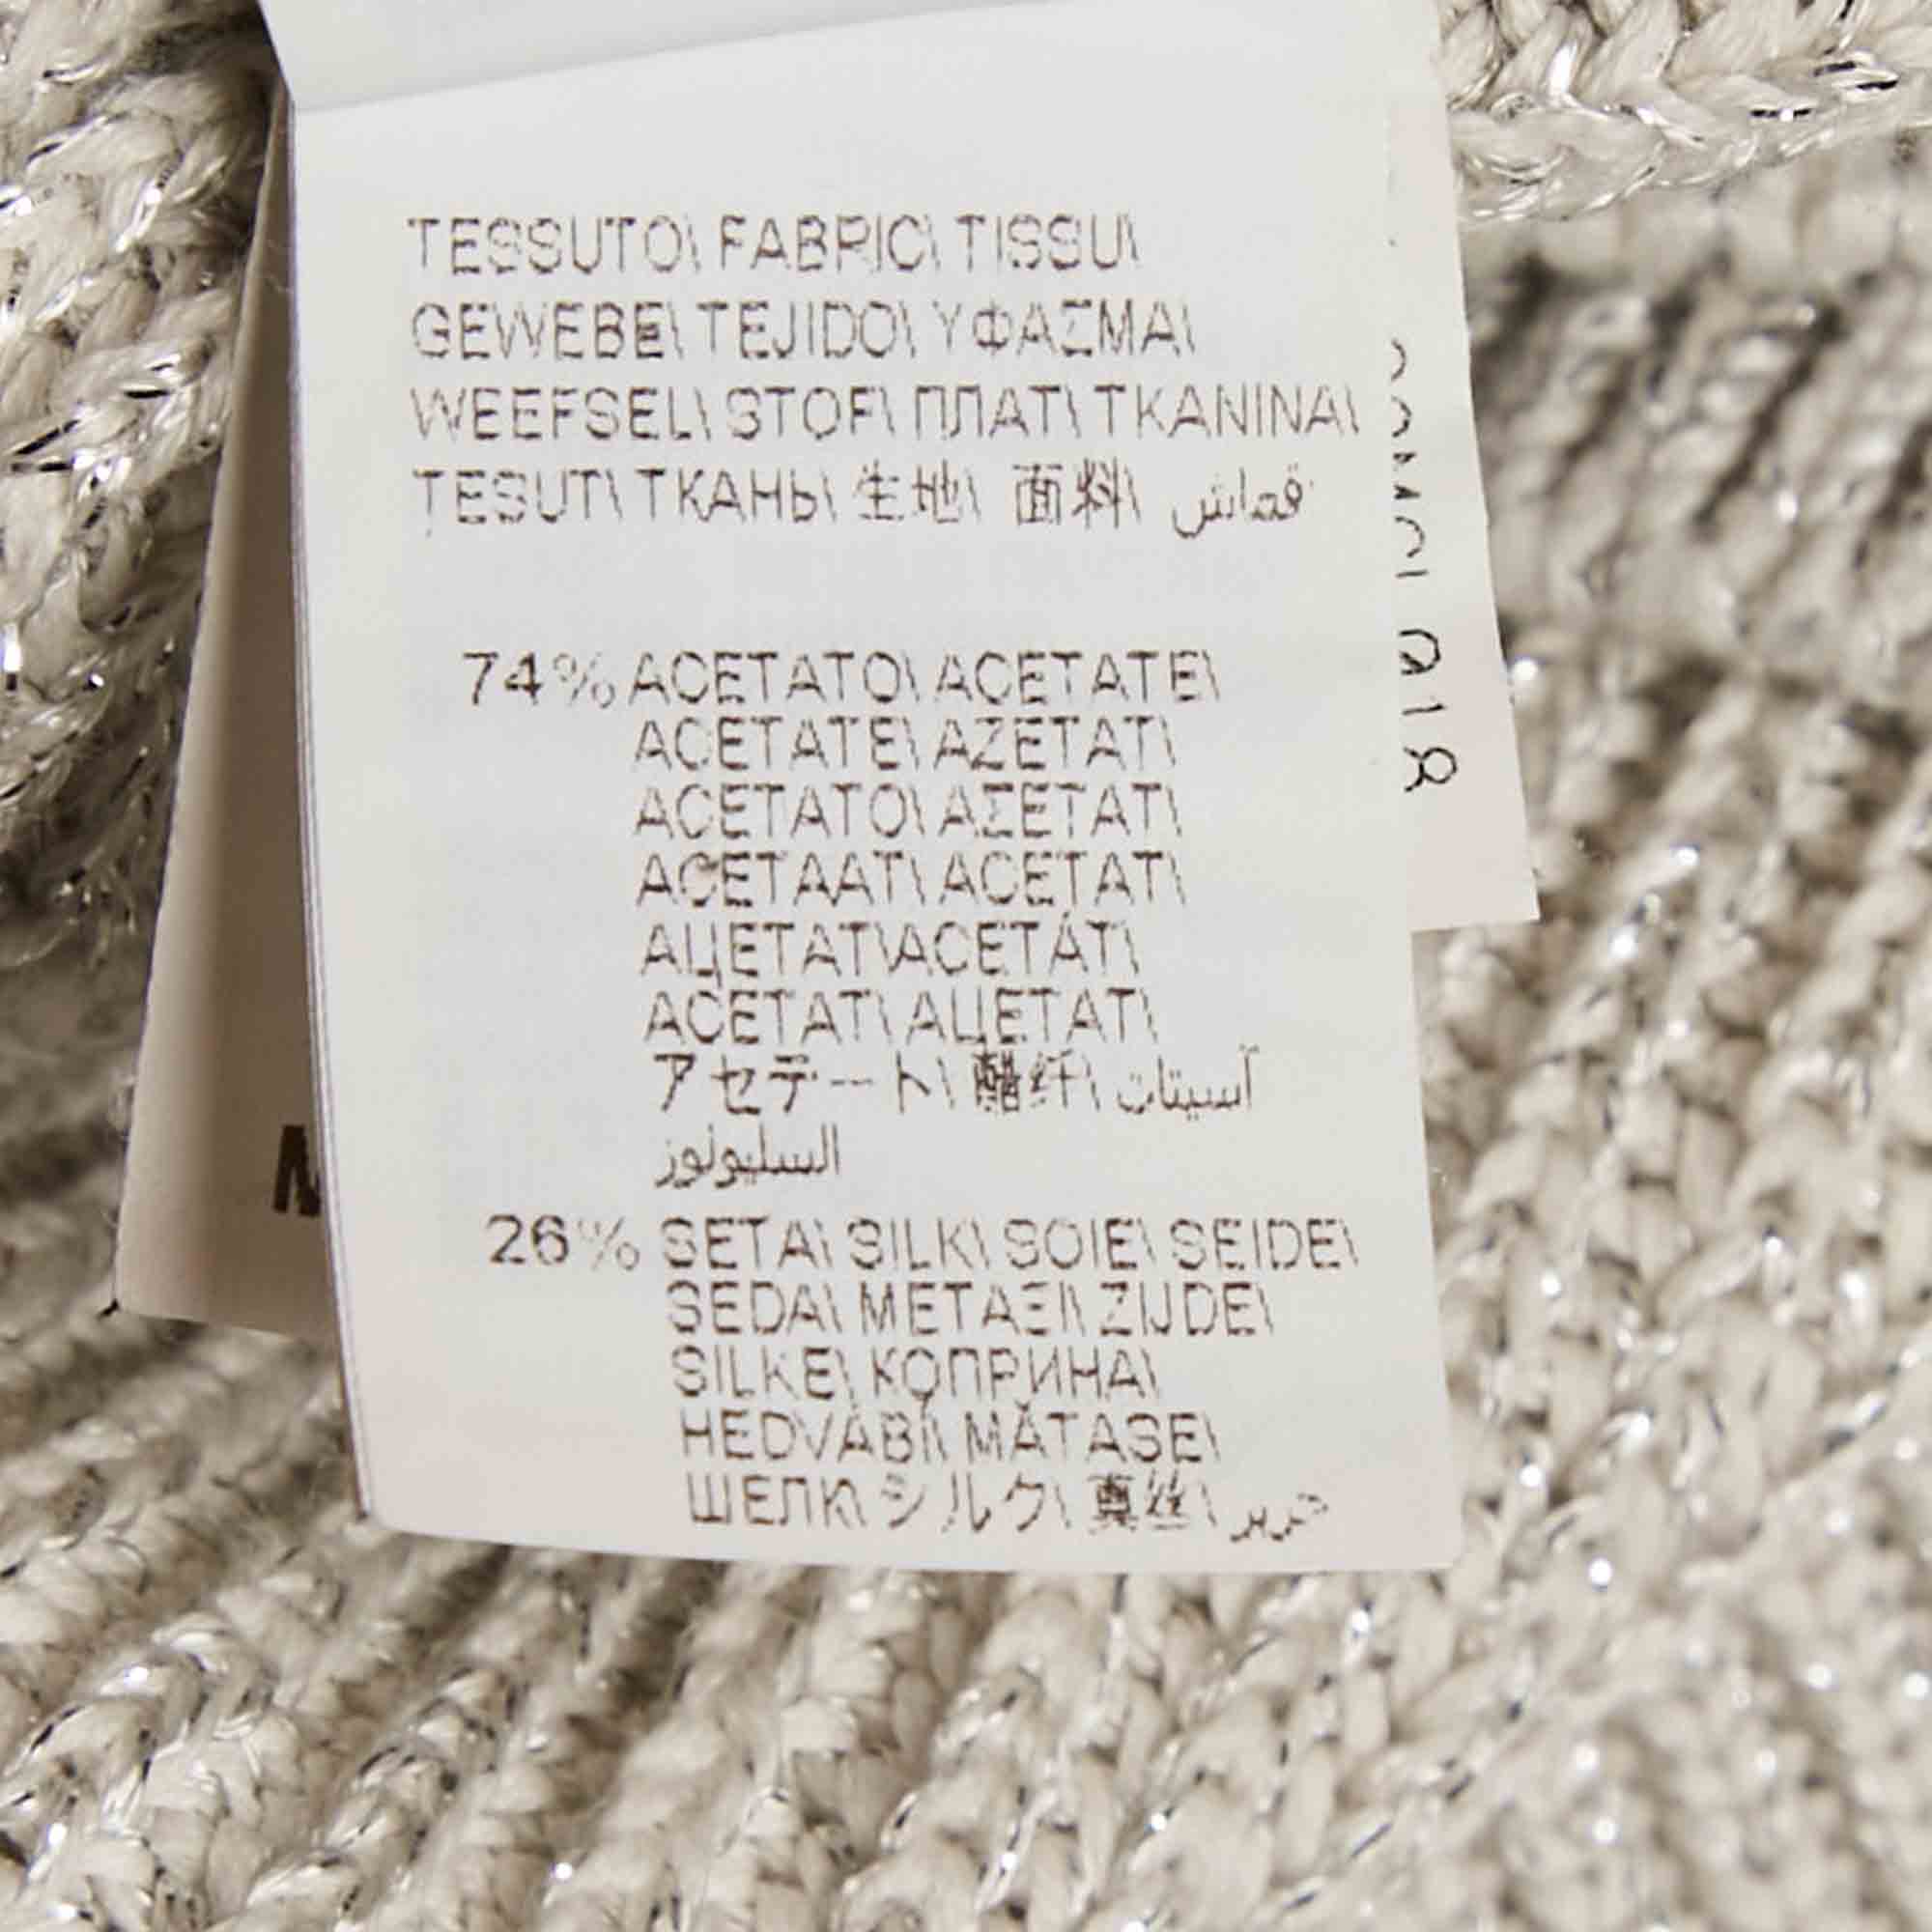 TESSUTO\ FABRIC\ TISSU\
GEWEBE\ TEJIDO\ ΥΦΑΣΜΑ\
WEEFSEL\ STOF\ ПЛАТ\ TKANINA\
TESUT\ ТКАНЬ\ 生地\ 面料\ قماش
74% ACETATO\ ACETATE\
ACETATE\ AZETAT\
ACETATO\ ΑΣΕΤΑΤ\
ACETAAT\ ACETAT\
АЦЕТАТ\ACETÁT\
ACETAT\ АЦЕТАТ\
アセテート\ 醋纤\ آسيتات
السليولوز
26% SETA\ SILK\ SOIE\ SEIDE\
SEDA\ ΜΕΤΑΞΙ\ ZIJDE\
SILKE\ КОПРИНА\
HEDVÁBÍ\ MĂTASE\
ШЕЛК\ シルク\ 真丝\ حرير